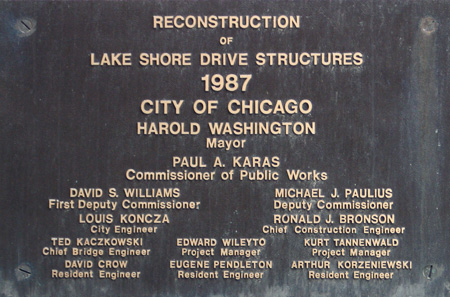 RECONSTRUCTION
OF
LAKE SHORE DRIVE STRUCTURES
1987
CITY OF CHICAGO
HAROLD WASHINGTON
Mayor
PAUL A. KARAS
Commissioner of Public Works
DAVID S. WILLIAMS MICHAEL J. PAULIUS
First Deputy Commissioner Deputy Commissioner
LOUIS KONCZA RONALD J. BRONSON
City Engineer Chief Construction Engineer
TED KACZKOWSKI EDWARD WILEYTO KURT TANNENWALD
Chief Bridge Engineer Project Manager Project Manager
DAVID CROW EUGENE PENDLETON ARTHUR KORZENIEWSKI
Resident Engineer Resident Engineer Resident Engineer